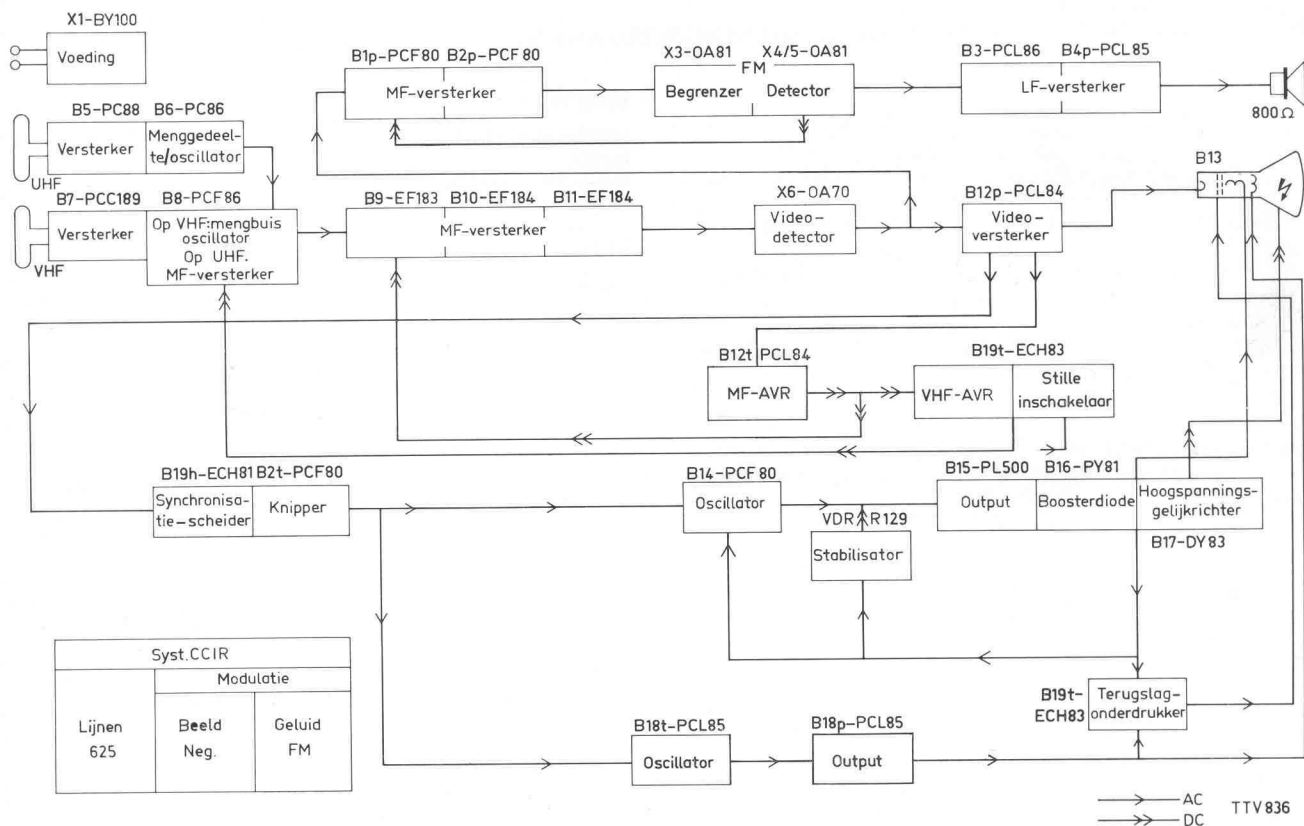 X1-BY100
Voeding
B1p-PCF80 B2p-PCF80
MF-versterker
X3-OA81 X4/5-OA81
FM
Begrenzer Detector
B3-PCL86 B4p-PCL85
LF-versterker
800Ω
B5-PC88 B6-PC86
Versterker
Menggedeel-
te/oscillator
UHF
B7-PCC189 B8-PCF86
Versterker
Op VHF:mengbuis
oscillator
Op UHF.
MF-versterker
VHF
B9-EF183 B10-EF184 B11-EF184
MF-versterker
X6-OA70
Video-
detector
B12p-PCL84
Video-
versterker
B13
B12t PCL84
MF-AVR
B19t-ECH83
VHF-AVR
Stille
inschakelaar
B19h-ECH81 B2t-PCF80
Synchronisa-
tie-scheider
Knipper
B14-PCF80
Oscillator
VDR R129
Stabilisator
B15-PL500 B16-PY81
Output
Boosterdiode
Hoogspannings-
gelijkrichter
B17-DY83
B19t-
ECH83
Terugslag-
onderdrukker
B18t-PCL85
Oscillator
B18p-PCL85
Output
Syst.CCIR
Modulatie
Lijnen
625
Beeld
Neg.
Geluid
FM
AC
DC
TTV836